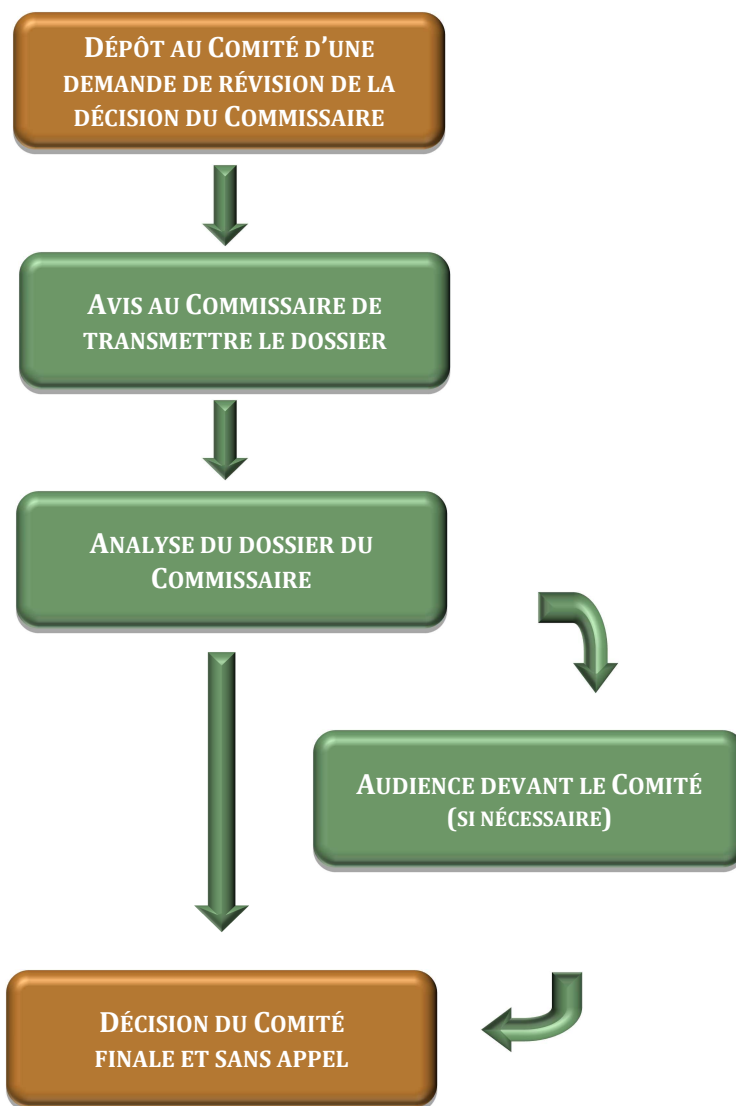 DÉPÔT AU COMITÉ D’UNE
DEMANDE DE RÉVISION DE LA
DÉCISION DU COMMISSAIRE
AVIS AU COMMISSAIRE DE
TRANSMETTRE LE DOSSIER
ANALYSE DU DOSSIER DU
COMMISSAIRE
AUDIENCE DEVANT LE COMITÉ
(SI NÉCESSAIRE)
DÉCISION DU COMITÉ
FINALE ET SANS APPEL